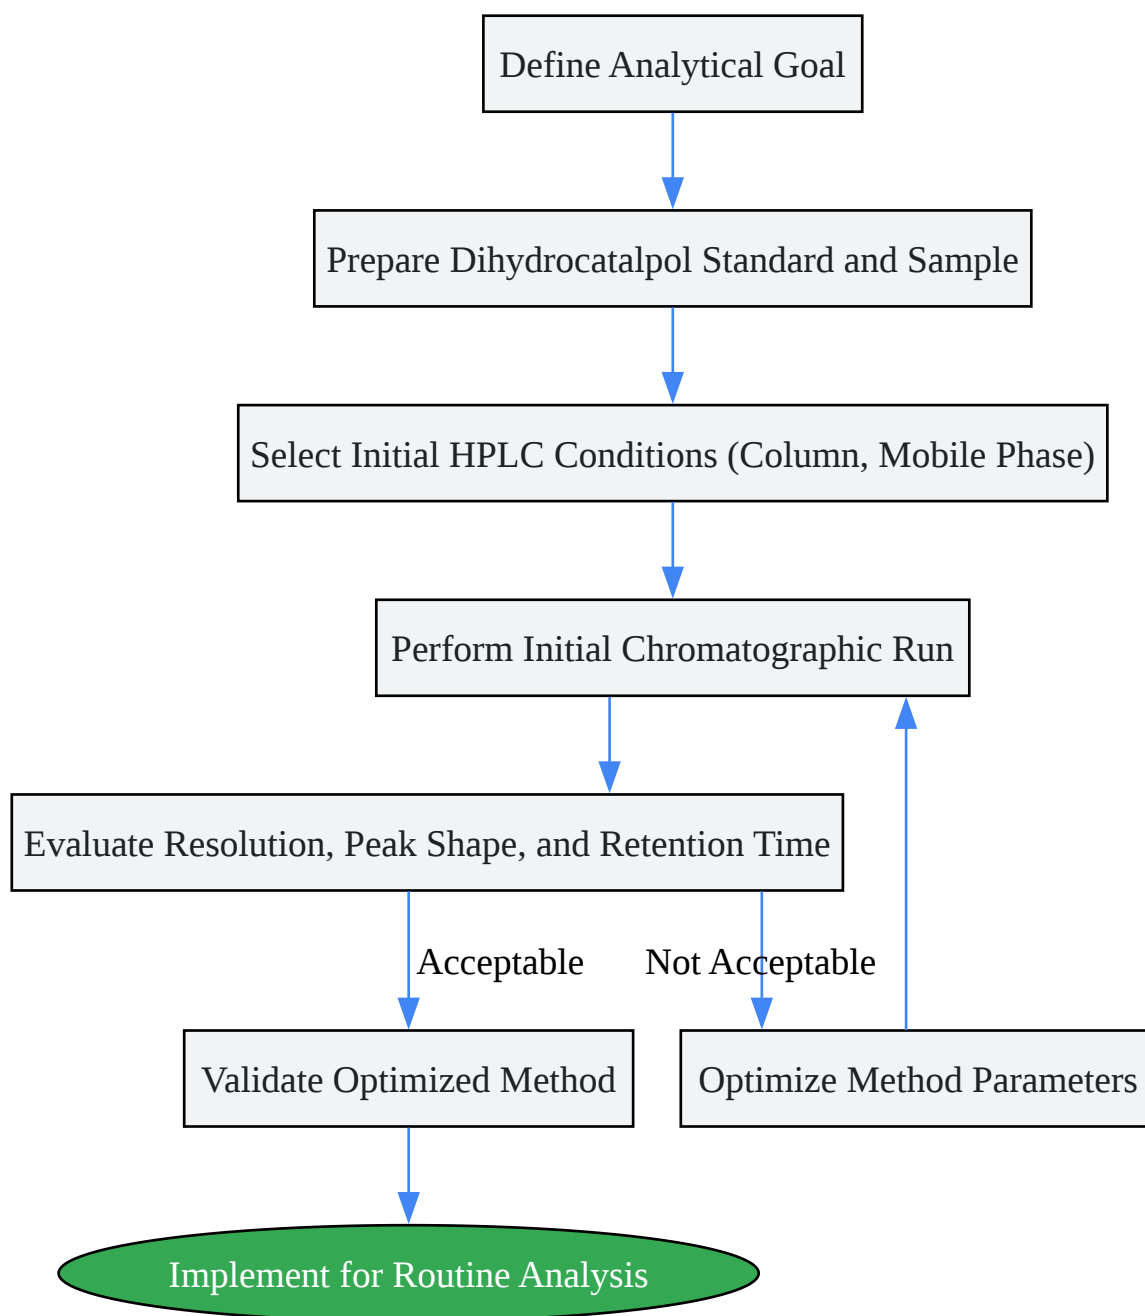 Define Analytical Goal
Prepare Dihydrocatalpol Standard and Sample
Select Initial HPLC Conditions (Column, Mobile Phase)
Perform Initial Chromatographic Run
Evaluate Resolution, Peak Shape, and Retention Time
Acceptable
Not Acceptable
Validate Optimized Method
Optimize Method Parameters
Implement for Routine Analysis